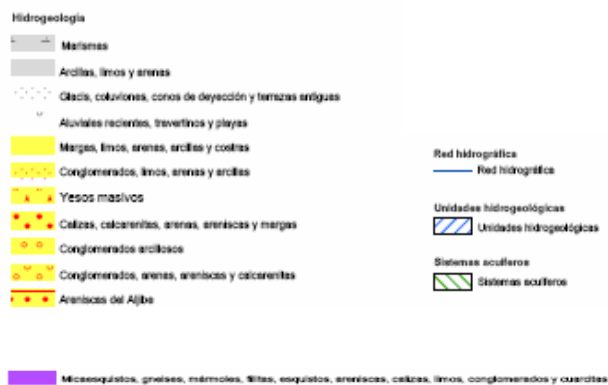 Hidrogeología
Marismas
Arcillas, limos y arenas
Glacis, coluviones, conos de deyección y terrazas antiguas
Aluviales recientes, travertinos y playas
Margas, limos, arenas, arcillas y costras
Conglomerados, limos, arenas y arcillas
Yesos masivos
Calizas, calcarenitas, arenas, areniscas y margas
Conglomerados arcillosos
Conglomerados, arenas, areniscas y calcarenitas
Areniscas del Aljibe
Micaesquistos, gneises, mármoles, filitas, esquistos, areniscas, calizas, limos, conglomerados y cuarcitas
Red hidrográfica
Red hidrográfica
Unidades hidrogeológicas
Unidades hidrogeológicas
Sistemas acuíferos
Sistemas acuíferos